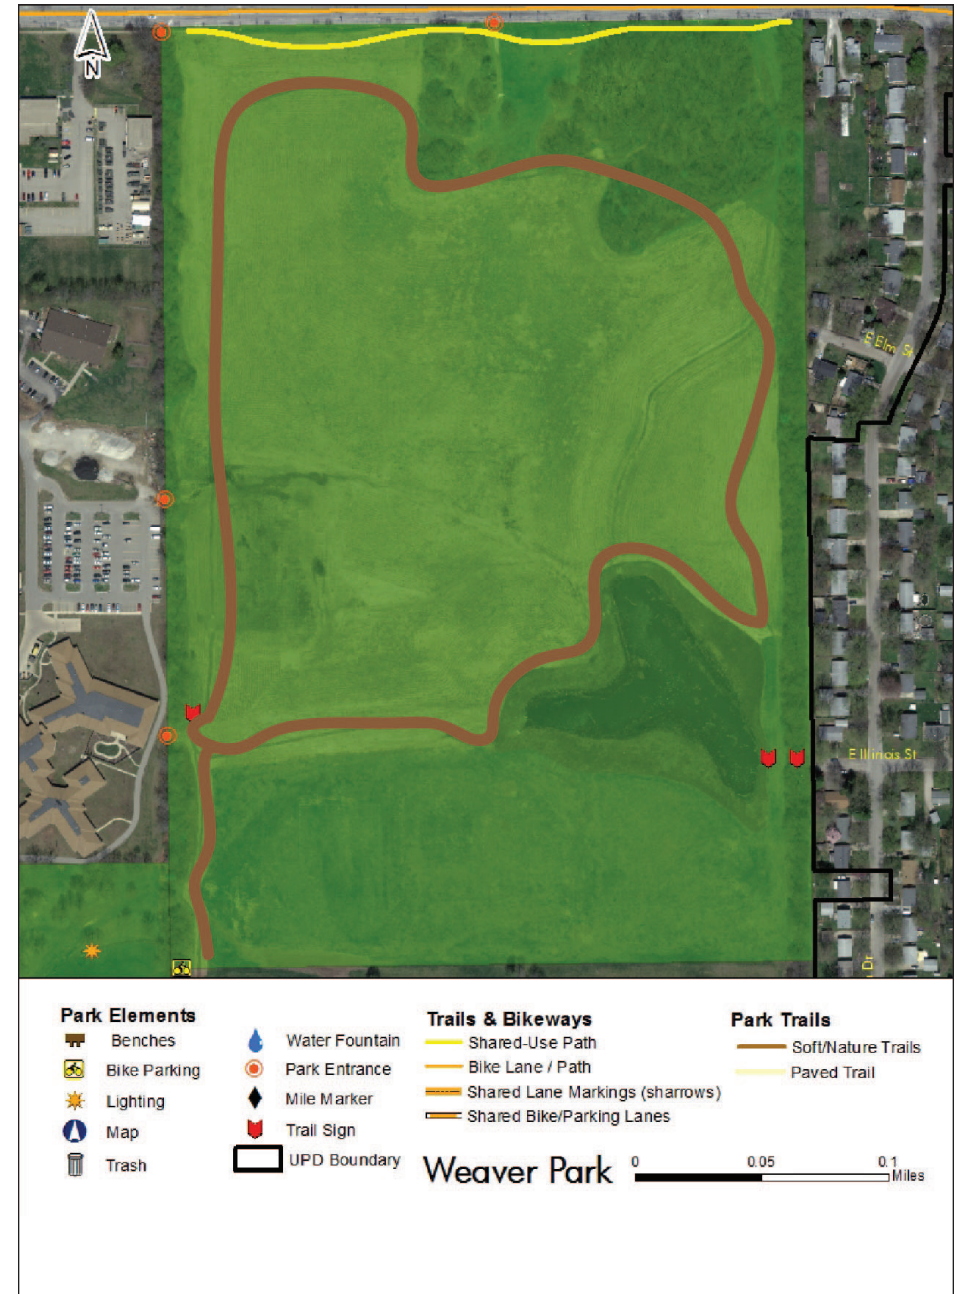 N
E Elm St
E Illinois St
Dr
Park Elements
Benches
Bike Parking
Lighting
Map
Trash
Water Fountain
Park Entrance
Mile Marker
Trail Sign
UPD Boundary
Trails & Bikeways
Shared-Use Path
Bike Lane / Path
Shared Lane Markings (sharrows)
Shared Bike/Parking Lanes
Park Trails
Soft/Nature Trails
Paved Trail
Weaver Park
0 0.05 0.1
Miles